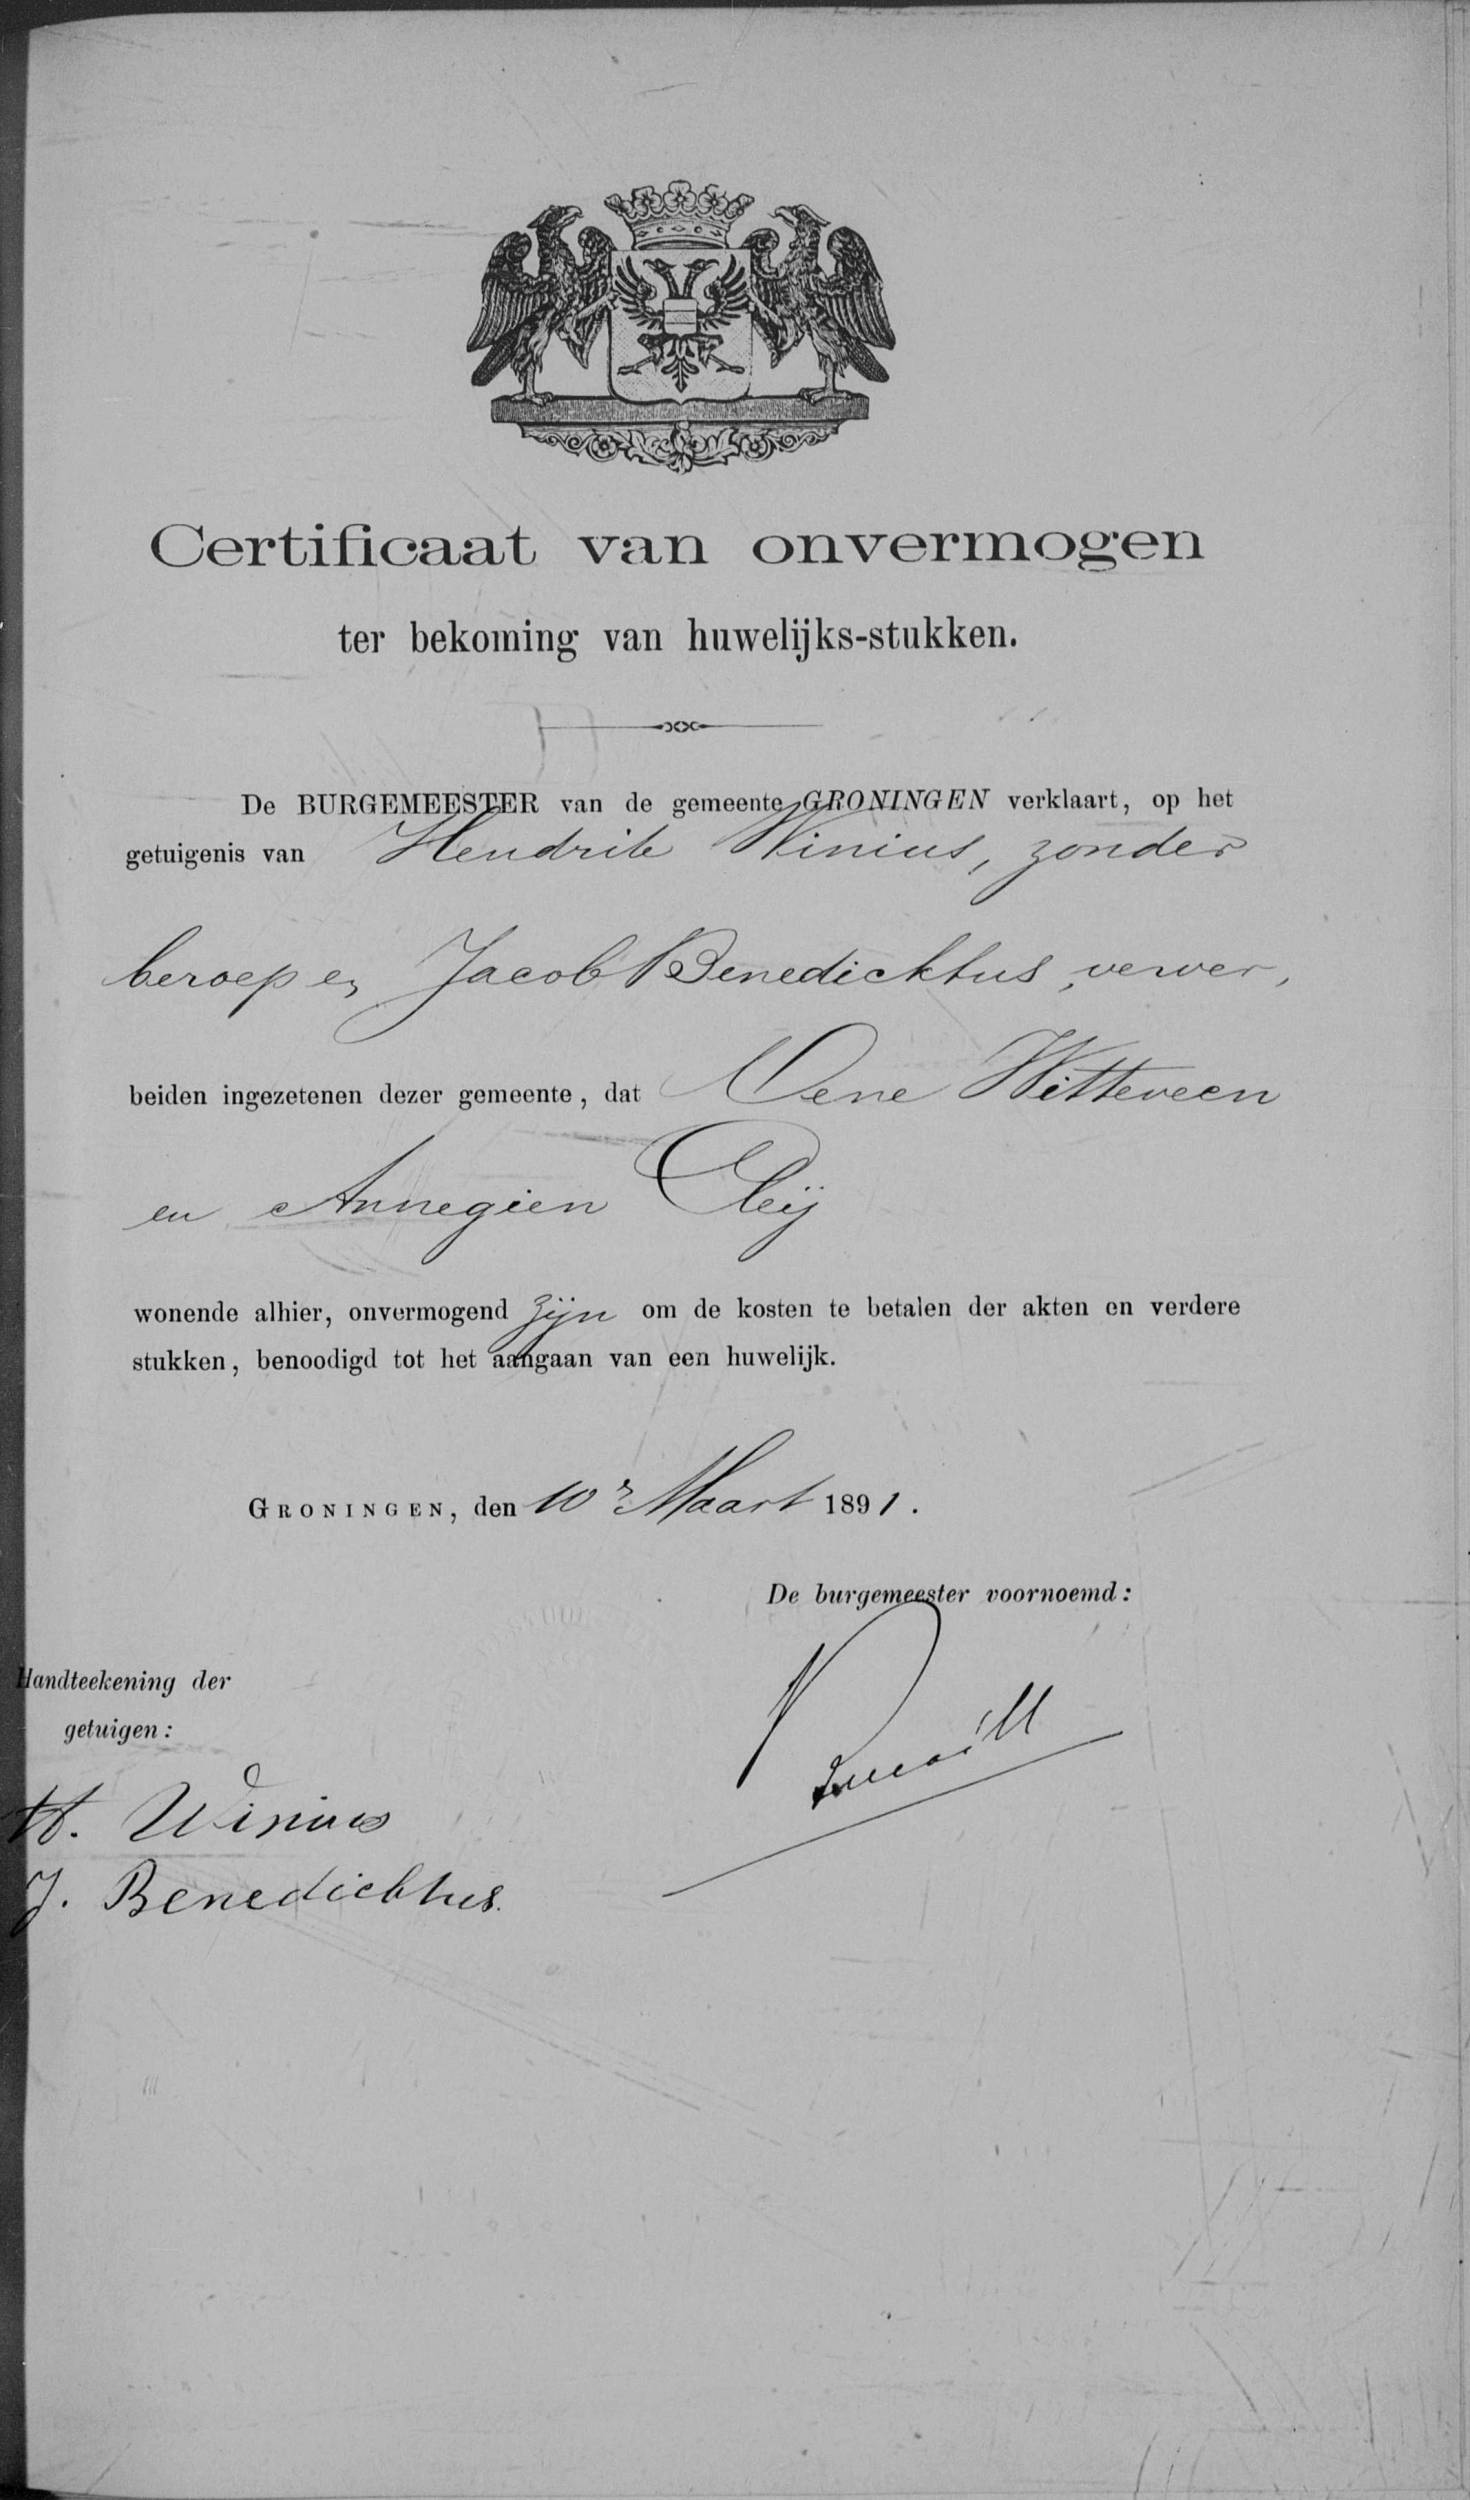 Certificaat van onvermogen
ter bekoming van huwelijks-stukken.
De BURGEMEESTER van de gemeente GRONINGEN verklaart, op het
getuigenis van Hendrik Winius, zonder
beroep en Jacob Benedicktus, verver,
beiden ingezetenen dezer gemeente, dat Oene Witteveen
en Annegien
wonende alhier, onvermogend zijn om de kosten te betalen der akten en verdere
stukken, benoodigd tot het aangaan van een huwelijk.
GRONINGEN, den 10r Maart 1891.
De burgemeester voornoemd:
Handteekening der
getuigen:
H. Winius
J. Benedicktus.